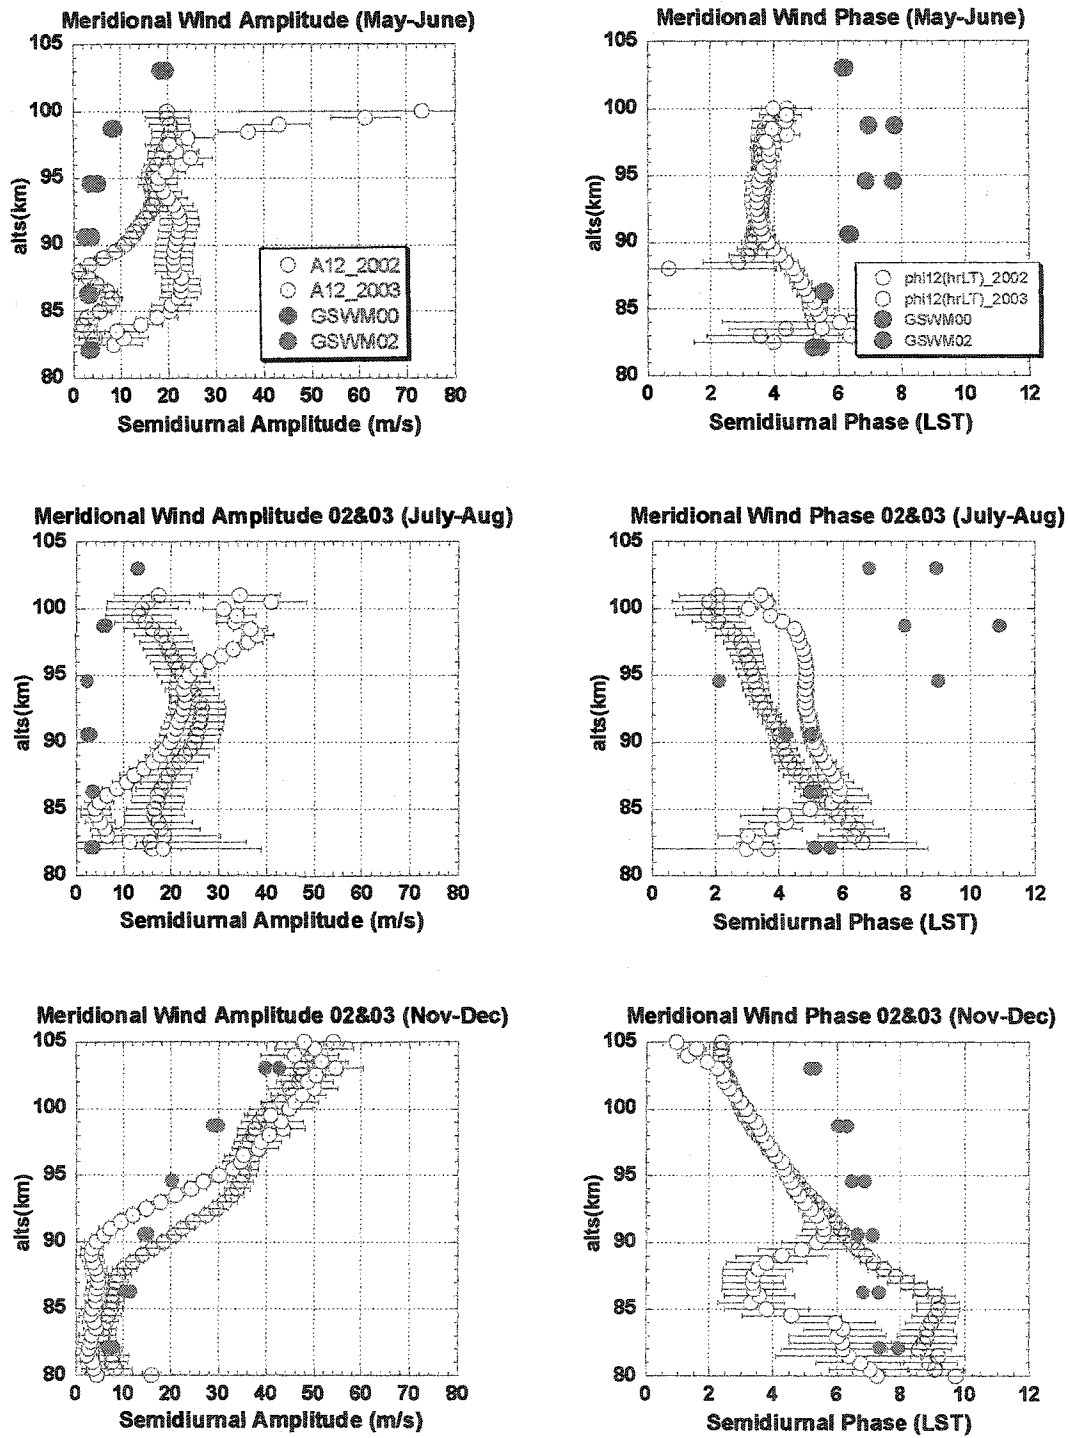 Meridional Wind Amplitude (May-June)
105
100
95
90
85
80
alts(km)
0 10 20 30 40 50 60 70 80
Semidiurnal Amplitude (m/s)
A12_2002
A12_2003
GSWM00
GSWM02
Meridional Wind Phase (May-June)
105
100
95
90
85
80
alts(km)
0 2 4 6 8 10 12
Semidiurnal Phase (LST)
phi12(hrLT)_2002
phi12(hrLT)_2003
GSWM00
GSWM02
Meridional Wind Amplitude 02&03 (July-Aug)
105
100
95
90
85
80
alts(km)
0 10 20 30 40 50 60 70 80
Semidiurnal Amplitude (m/s)
Meridional Wind Phase 02&03 (July-Aug)
105
100
95
90
85
80
alts(km)
0 2 4 6 8 10 12
Semidiurnal Phase (LST)
Meridional Wind Amplitude 02&03 (Nov-Dec)
105
100
95
90
85
80
alts(km)
0 10 20 30 40 50 60 70 80
Semidiurnal Amplitude (m/s)
Meridional Wind Phase 02&03 (Nov-Dec)
105
100
95
90
85
80
alts(km)
0 2 4 6 8 10 12
Semidiurnal Phase (LST)